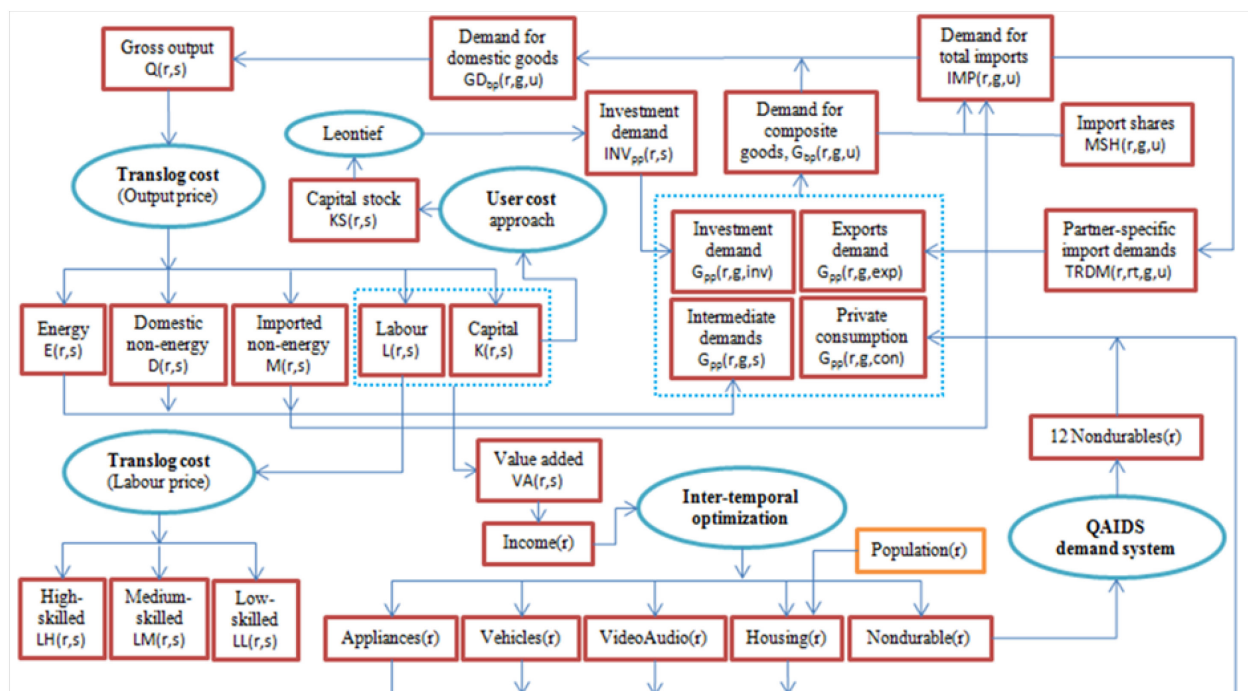 Gross output
Q(r,s)
Demand for
domestic goods
GDbp(r,g,u)
Demand for
total imports
IMP(r,g,u)
Leontief
Investment
demand
INVpp(r,s)
Demand for
composite
goods, Gbp(r,g,u)
Import shares
MSH(r,g,u)
Translog cost
(Output price)
Capital stock
KS(r,s)
User cost
approach
Investment
demand
Gpp(r,g,inv)
Exports
demand
Gpp(r,g,exp)
Partner-specific
import demands
TRDM(r,rt,g,u)
Energy
E(r,s)
Domestic
non-energy
D(r,s)
Imported
non-energy
M(r,s)
Labour
L(r,s)
Capital
K(r,s)
Intermediate
demands
Gpp(r,g,s)
Private
consumption
Gpp(r,g,con)
12 Nondurables(r)
Translog cost
(Labour price)
Value added
VA(r,s)
Inter-temporal
optimization
Income(r)
Population(r)
QAIDS
demand system
High-
skilled
LH(r,s)
Medium-
skilled
LM(r,s)
Low-
skilled
LL(r,s)
Appliances(r)
Vehicles(r)
VideoAudio(r)
Housing(r)
Nondurable(r)